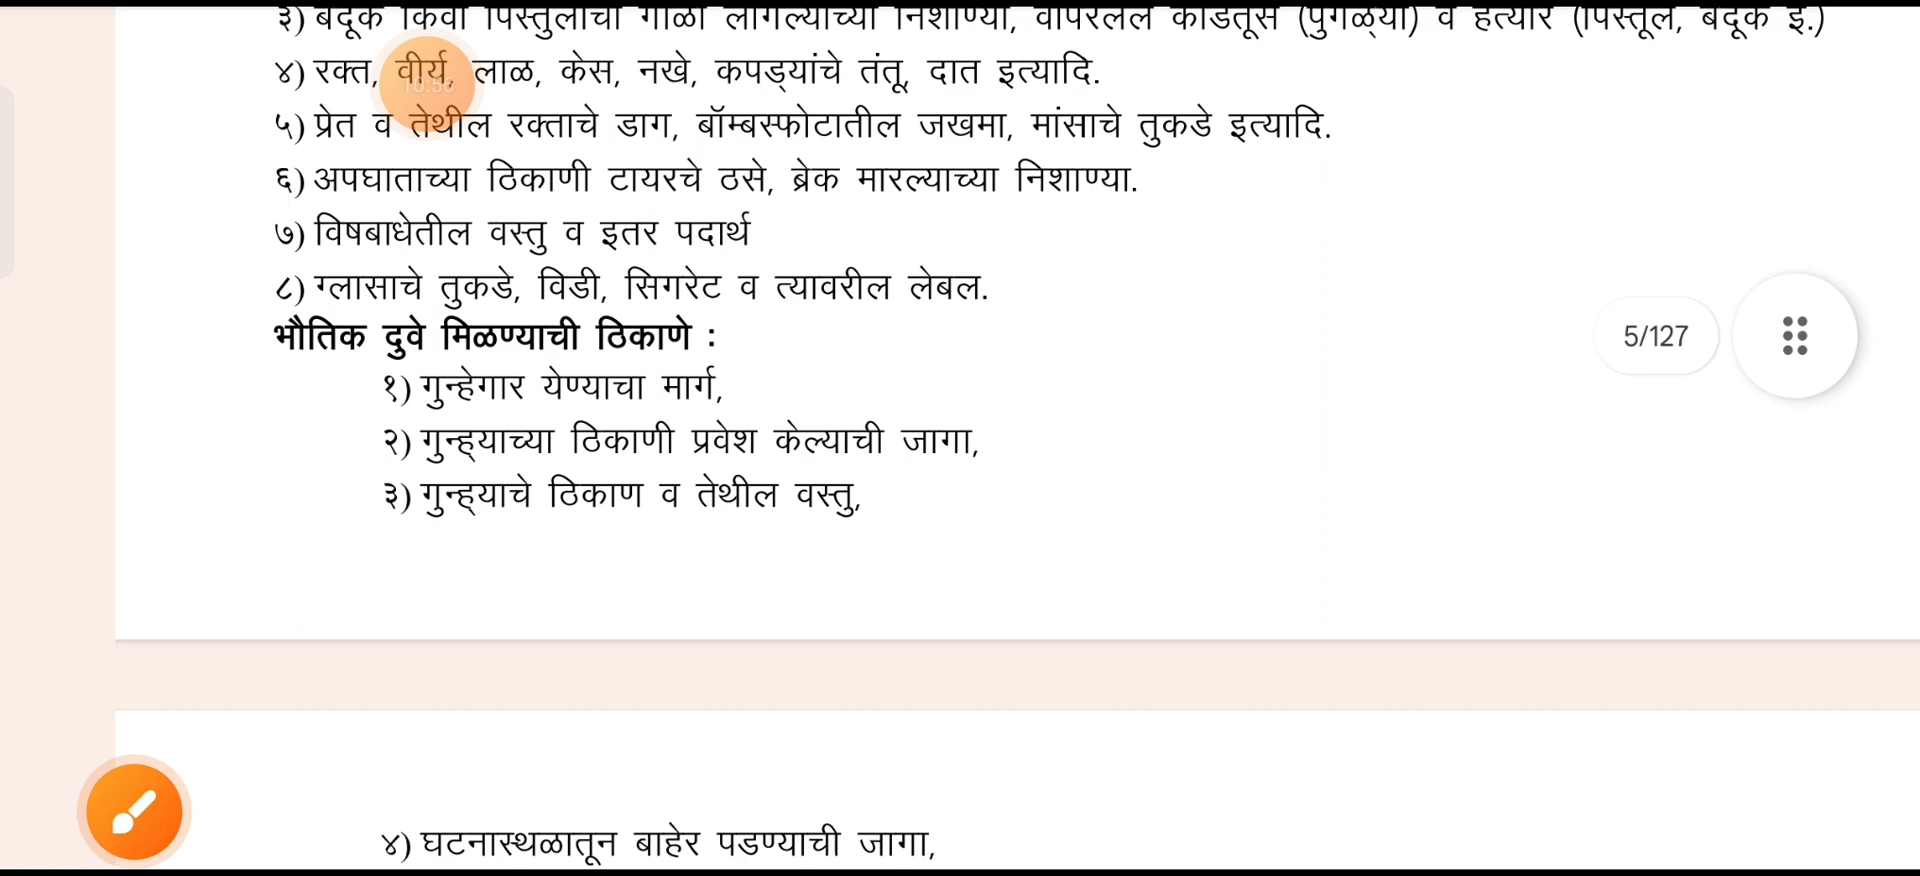 ३) बंदूक किंवा पिस्तुलाची गोळी लागल्याच्या निशाण्या, वापरलेले काडतूस (पुंगळ्या) व हत्यार (पिस्तूल, बंदूक इ.)
४) रक्त, वीर्य, लाळ, केस, नखे, कपड्यांचे तंतू, दात इत्यादि.
10:56
५) प्रेत व तेथील रक्ताचे डाग, बॉम्बस्फोटातील जखमा, मांसाचे तुकडे इत्यादि.
६) अपघाताच्या ठिकाणी टायरचे ठसे, ब्रेक मारल्याच्या निशाण्या.
७) विषबाधेतील वस्तु व इतर पदार्थ
८) ग्लासाचे तुकडे, विडी, सिगरेट व त्यावरील लेबल.
भौतिक दुवे मिळण्याची ठिकाणे :
5/127
१) गुन्हेगार येण्याचा मार्ग,
२) गुन्ह्याच्या ठिकाणी प्रवेश केल्याची जागा,
३) गुन्ह्याचे ठिकाण व तेथील वस्तु,
४) घटनास्थळातून बाहेर पडण्याची जागा,